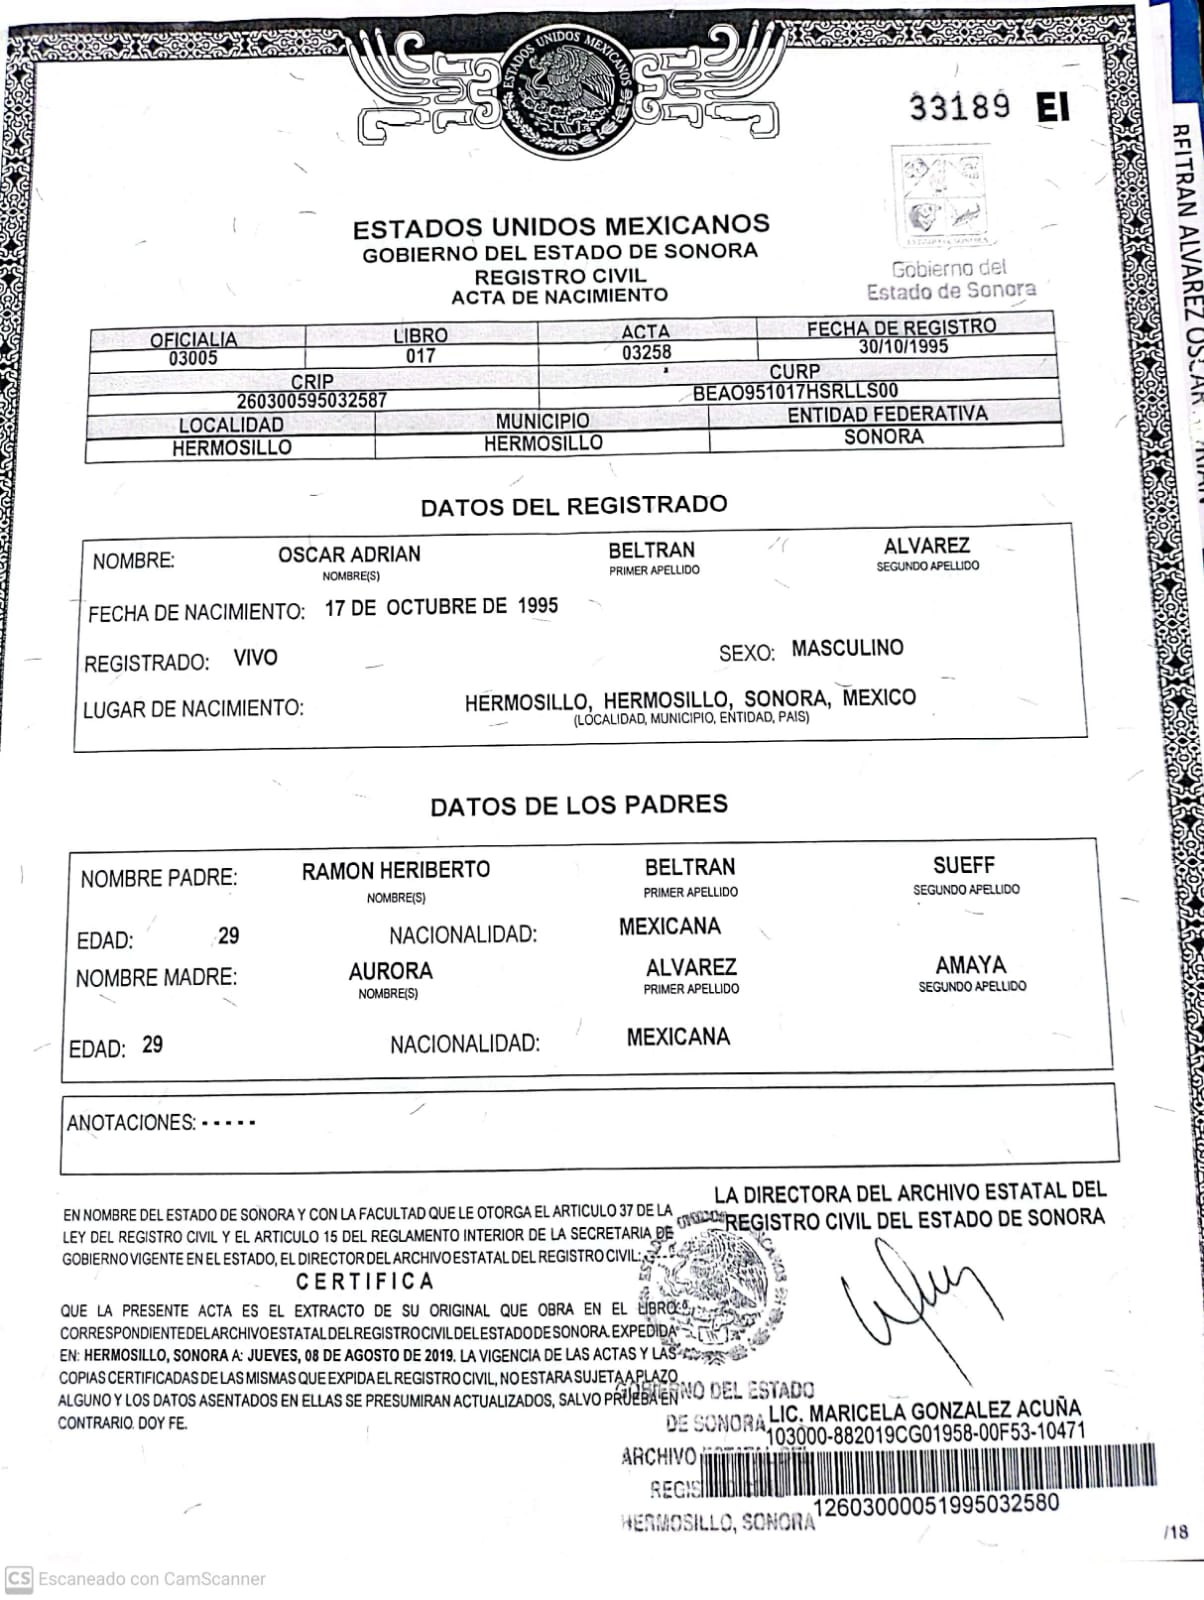 ESTADOS UNIDOS MEXICANOS
33189 EI
ESTADOS UNIDOS MEXICANOS
GOBIERNO DEL ESTADO DE SONORA
REGISTRO CIVIL
ACTA DE NACIMIENTO
Gobierno del
Estado de Sonora
OFICIALIA LIBRO ACTA FECHA DE REGISTRO
03005 017 03258 30/10/1995
CRIP CURP
260300595032587 BEAO951017HSRLLS00
LOCALIDAD MUNICIPIO ENTIDAD FEDERATIVA
HERMOSILLO HERMOSILLO SONORA
DATOS DEL REGISTRADO
NOMBRE: OSCAR ADRIAN BELTRAN ALVAREZ
NOMBRE(S) PRIMER APELLIDO SEGUNDO APELLIDO
FECHA DE NACIMIENTO: 17 DE OCTUBRE DE 1995
REGISTRADO: VIVO SEXO: MASCULINO
LUGAR DE NACIMIENTO: HERMOSILLO, HERMOSILLO, SONORA, MEXICO
(LOCALIDAD, MUNICIPIO, ENTIDAD, PAIS)
DATOS DE LOS PADRES
NOMBRE PADRE: RAMON HERIBERTO BELTRAN SUEFF
NOMBRE(S) PRIMER APELLIDO SEGUNDO APELLIDO
EDAD: 29 NACIONALIDAD: MEXICANA
NOMBRE MADRE: AURORA ALVAREZ AMAYA
NOMBRE(S) PRIMER APELLIDO SEGUNDO APELLIDO
EDAD: 29 NACIONALIDAD: MEXICANA
ANOTACIONES: - - - - -
EN NOMBRE DEL ESTADO DE SONORA Y CON LA FACULTAD QUE LE OTORGA EL ARTICULO 37 DE LA
LEY DEL REGISTRO CIVIL Y EL ARTICULO 15 DEL REGLAMENTO INTERIOR DE LA SECRETARIA DE
GOBIERNO VIGENTE EN EL ESTADO, EL DIRECTOR DEL ARCHIVO ESTATAL DEL REGISTRO CIVIL:
CERTIFICA
QUE LA PRESENTE ACTA ES EL EXTRACTO DE SU ORIGINAL QUE OBRA EN EL LIBRO
CORRESPONDIENTE DEL ARCHIVO ESTATAL DEL REGISTRO CIVIL DEL ESTADO DE SONORA. EXPEDIDA
EN: HERMOSILLO, SONORA A: JUEVES, 08 DE AGOSTO DE 2019. LA VIGENCIA DE LAS ACTAS Y LAS
COPIAS CERTIFICADAS DE LAS MISMAS QUE EXPIDA EL REGISTRO CIVIL, NO ESTARA SUJETA A PLAZO
ALGUNO Y LOS DATOS ASENTADOS EN ELLAS SE PRESUMIRAN ACTUALIZADOS, SALVO PRUEBA EN
CONTRARIO. DOY FE.
LA DIRECTORA DEL ARCHIVO ESTATAL DEL
REGISTRO CIVIL DEL ESTADO DE SONORA
DEL ESTADO
DE SONORA
LIC. MARICELA GONZALEZ ACUÑA
103000-882019CG01958-00F53-10471
ARCHIVO
12603000051995032580
HERMOSILLO, SONORA
/18
BELTRAN ALVAREZ OSCAR
CS Escaneado con CamScanner